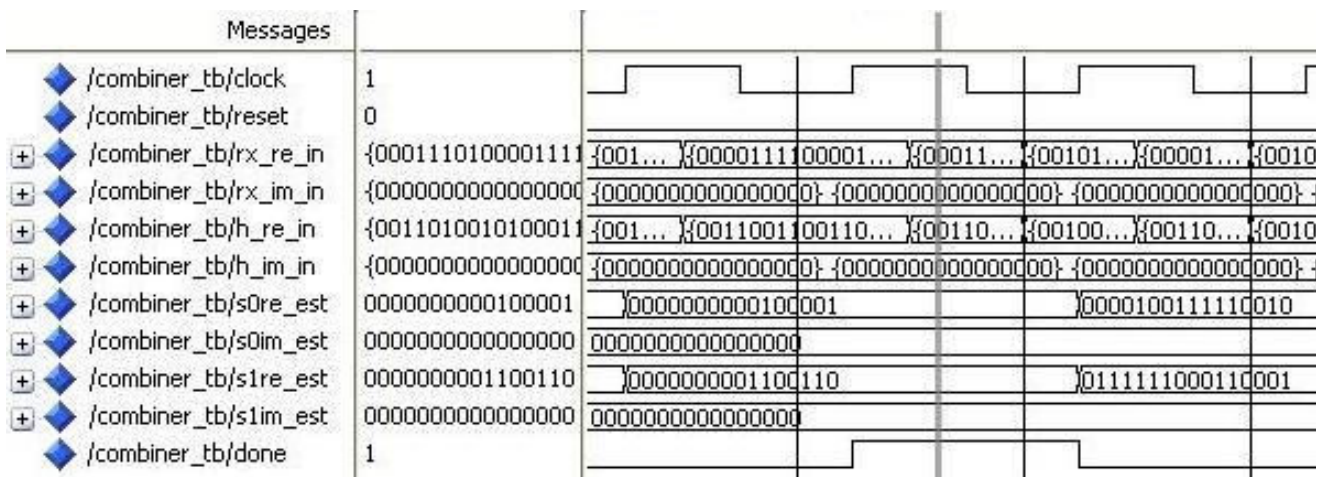 Messages
/combiner_tb/clock 1
/combiner_tb/reset 0
/combiner_tb/rx_re_in {0001110100001111 {001... {0000111100001... {00011... {00101... {00001... {0010
/combiner_tb/rx_im_in {0000000000000000 {0000000000000000} {0000000000000000} {0000000000000000}
/combiner_tb/h_re_in {0011010010100011 {001... {0011001100110... {00110... {00100... {00110... {0010
/combiner_tb/h_im_in {0000000000000000 {0000000000000000} {0000000000000000} {0000000000000000}
/combiner_tb/s0re_est 0000000000100001 0000000000100001 0000100111110010
/combiner_tb/s0im_est 0000000000000000 0000000000000000
/combiner_tb/s1re_est 0000000001100110 0000000001100110 0111111000110001
/combiner_tb/s1im_est 0000000000000000 0000000000000000
/combiner_tb/done 1